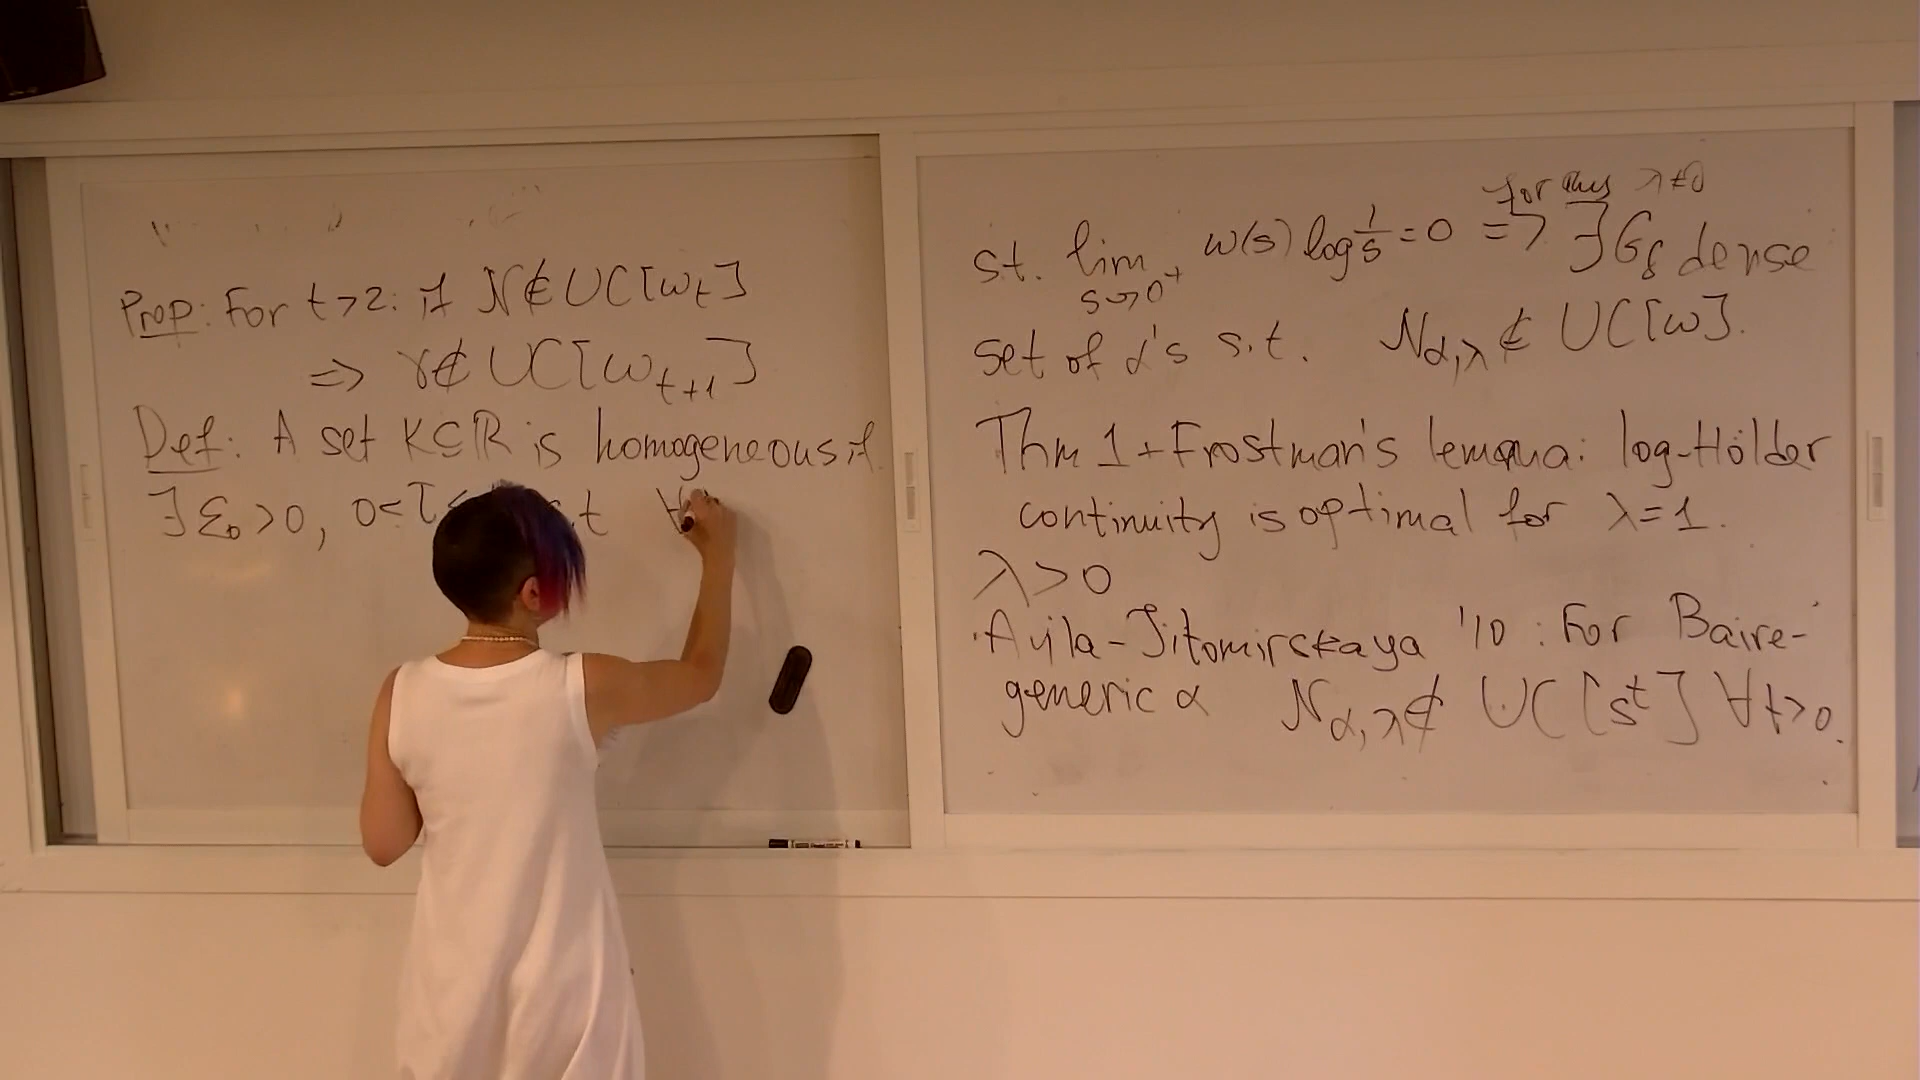 Prop: For t>2: if N∉UC[ω_t]
⇒ γ∉UC[ω_{t+1}]
Def: A set K⊆ℝ is homogeneous if
∃ε₀>0, 0<τ≤ t ∀
for any λ≠0
st. lim_{s→0⁺} w(s) log 1/s = 0 ⇒ ∃ G_δ dense
set of α's s.t. N_{α,λ}∉ UC[ω].
Thm 1+Frostman's lemma: log-Hölder
continuity is optimal for λ=1.
λ>0
·Avila-Jitomirskaya '10: For Baire-
generic α N_{α,λ}∉ UC[s^t] ∀t>0.